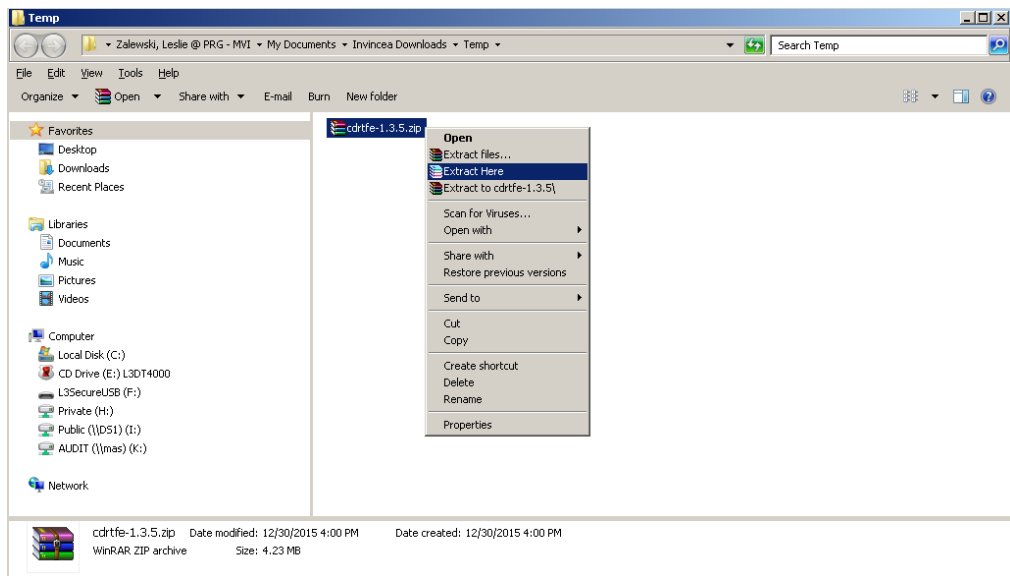 Temp
Zalewski, Leslie @ PRG - MVI My Documents Invincea Downloads Temp
Search Temp
File Edit View Tools Help
Organize Open Share with E-mail Burn New folder
Favorites
Desktop
Downloads
Recent Places
Libraries
Documents
Music
Pictures
Videos
Computer
Local Disk (C:)
CD Drive (E:) L3DT4000
L3SecureUSB (F:)
Private (H:)
Public (\\DS1) (I:)
AUDIT (\\mas) (K:)
Network
cdrtfe-1.3.5.zip
Open
Extract files...
Extract Here
Extract to cdrtfe-1.3.5\
Scan for Viruses...
Open with
Share with
Restore previous versions
Send to
Cut
Copy
Create shortcut
Delete
Rename
Properties
cdrtfe-1.3.5.zip Date modified: 12/30/2015 4:00 PM Date created: 12/30/2015 4:00 PM
WinRAR ZIP archive Size: 4.23 MB